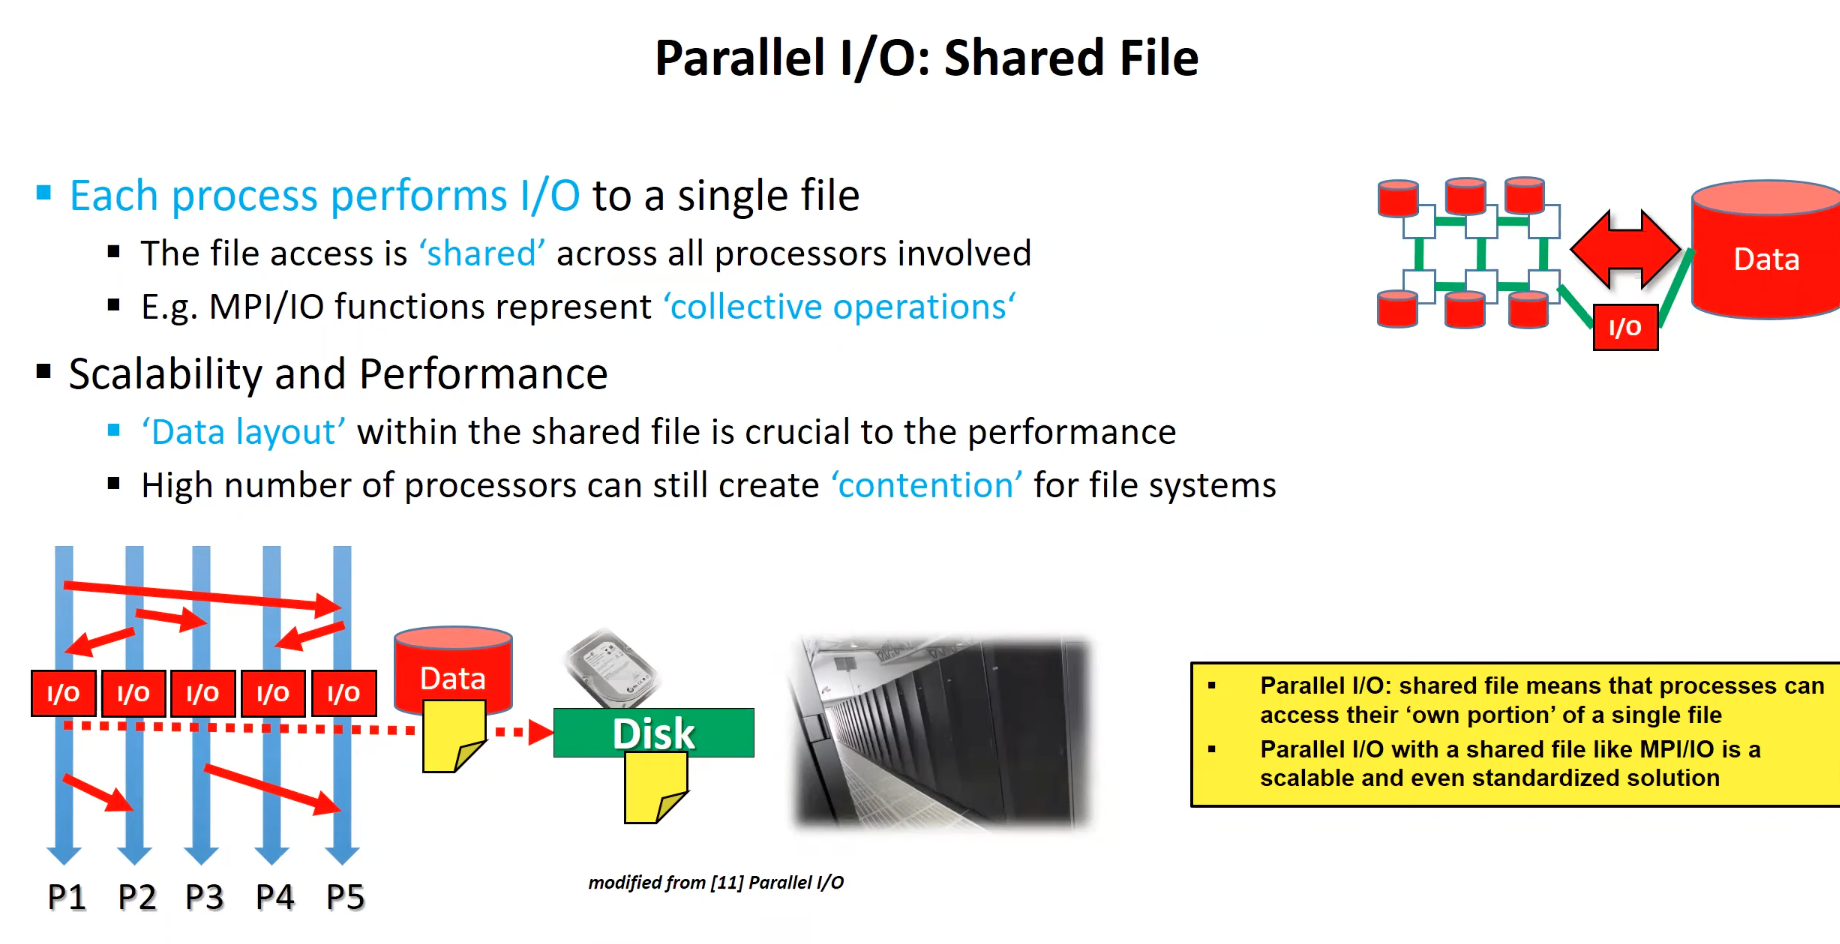 Parallel I/O: Shared File
Each process performs I/O to a single file
The file access is ‘shared’ across all processors involved
E.g. MPI/IO functions represent ‘collective operations‘
Scalability and Performance
‘Data layout’ within the shared file is crucial to the performance
High number of processors can still create ‘contention’ for file systems
Data
I/O
I/O I/O I/O I/O I/O
Data
Disk
P1 P2 P3 P4 P5
modified from [11] Parallel I/O
Parallel I/O: shared file means that processes can
access their ‘own portion’ of a single file
Parallel I/O with a shared file like MPI/IO is a
scalable and even standardized solution